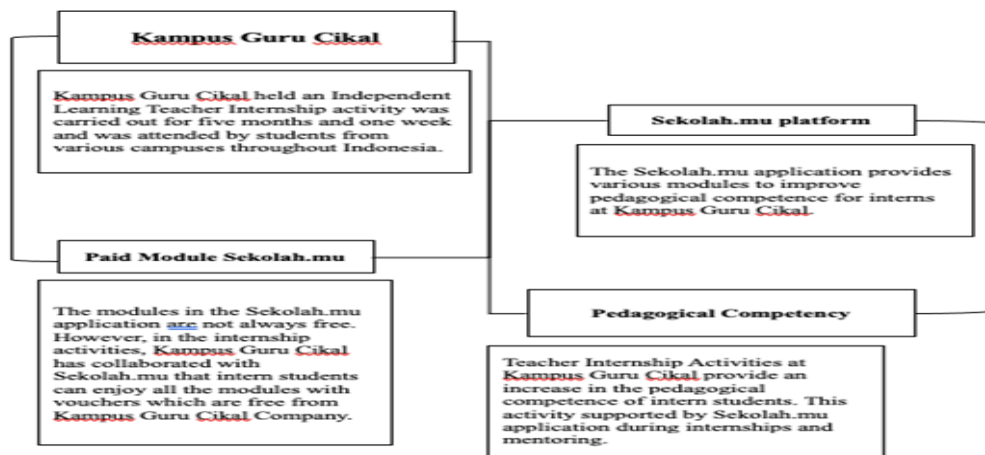 Kampus Guru Cikal
Kampus Guru Cikal held an Independent
Learning Teacher Internship activity was
carried out for five months and one week
and was attended by students from
various campuses throughout Indonesia.
Sekolah.mu platform
The Sekolah.mu application provides
various modules to improve
pedagogical competence for interns
at Kampus Guru Cikal.
Paid Module Sekolah.mu
The modules in the Sekolah.mu
application are not always free.
However, in the internship
activities, Kampus Guru Cikal
has collaborated with
Sekolah.mu that intern students
can enjoy all the modules with
vouchers which are free from
Kampus Guru Cikal Company.
Pedagogical Competency
Teacher Internship Activities at
Kampus Guru Cikal provide an
increase in the pedagogical
competence of intern students. This
activity supported by Sekolah.mu
application during internships and
mentoring.